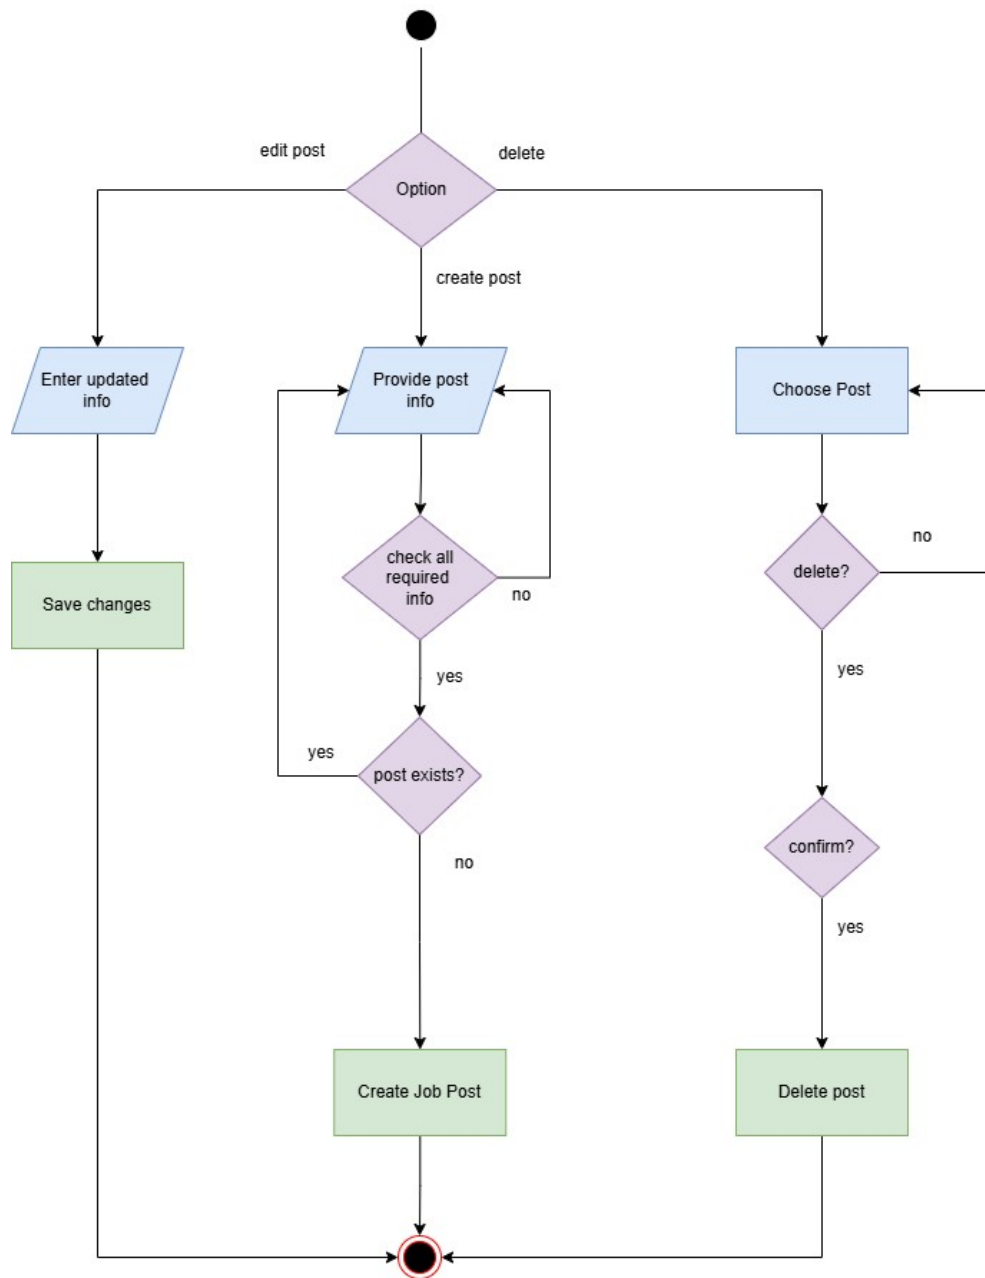 edit post
delete
Option
create post
Enter updated
info
Provide post
info
Choose Post
check all
required
info
no
no
delete?
Save changes
yes
yes
yes
post exists?
no
confirm?
yes
Create Job Post
Delete post